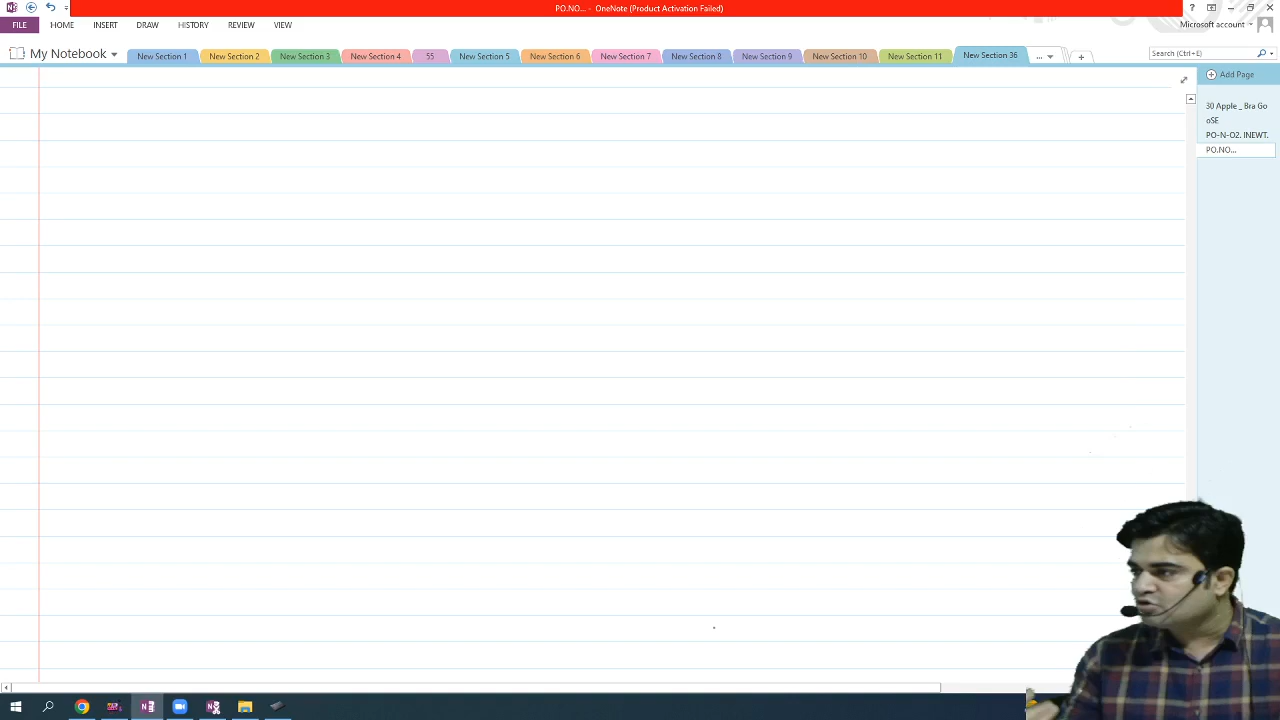 PO.NO... - OneNote (Product Activation Failed)
FILE HOME INSERT DRAW HISTORY REVIEW VIEW
Microsoft account
My Notebook
New Section 1 New Section 2 New Section 3 New Section 4 55 New Section 5 New Section 6 New Section 7 New Section 8 New Section 9 New Section 10 New Section 11 New Section 36 ...
Search (Ctrl+E)
Add Page
30 Apple _ Bra Go
oSE
PO-N-O2. INEWT.
PO.NO...